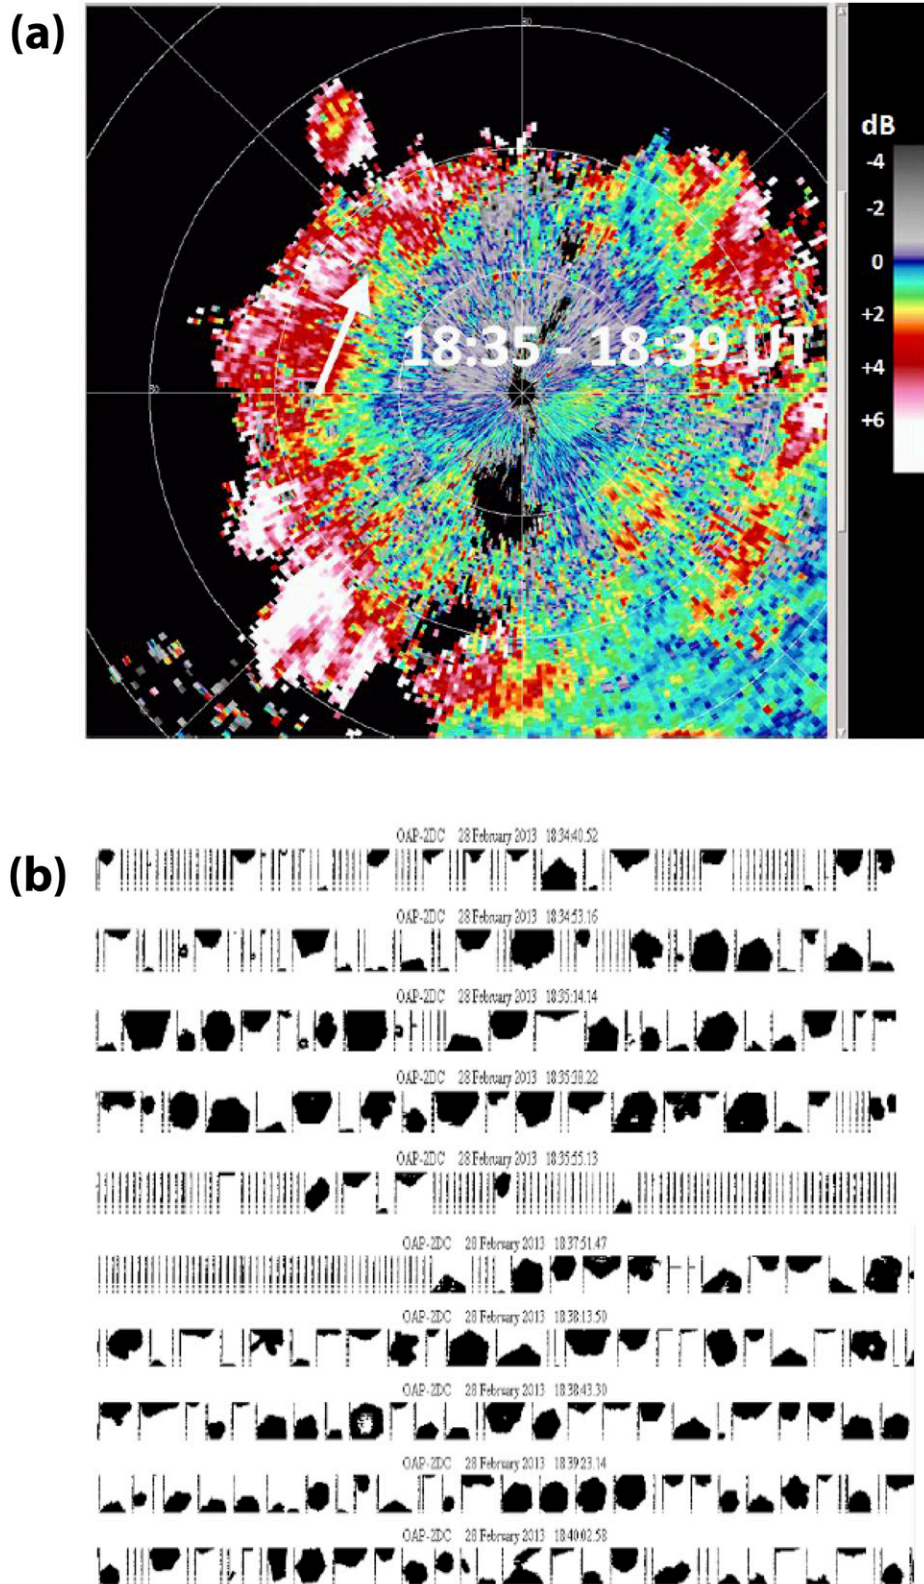 (a)
80
80
18:35 - 18:39 UT
dB
-4
-2
0
+2
+4
+6
(b)
OAP-2DC 28 February 2013 18:34:40.52
OAP-2DC 28 February 2013 18:34:53.16
OAP-2DC 28 February 2013 18:35:14.14
OAP-2DC 28 February 2013 18:35:38.22
OAP-2DC 28 February 2013 18:35:55.13
OAP-2DC 28 February 2013 18:37:51.47
OAP-2DC 28 February 2013 18:38:13.50
OAP-2DC 28 February 2013 18:38:43.30
OAP-2DC 28 February 2013 18:39:23.14
OAP-2DC 28 February 2013 18:40:02.58